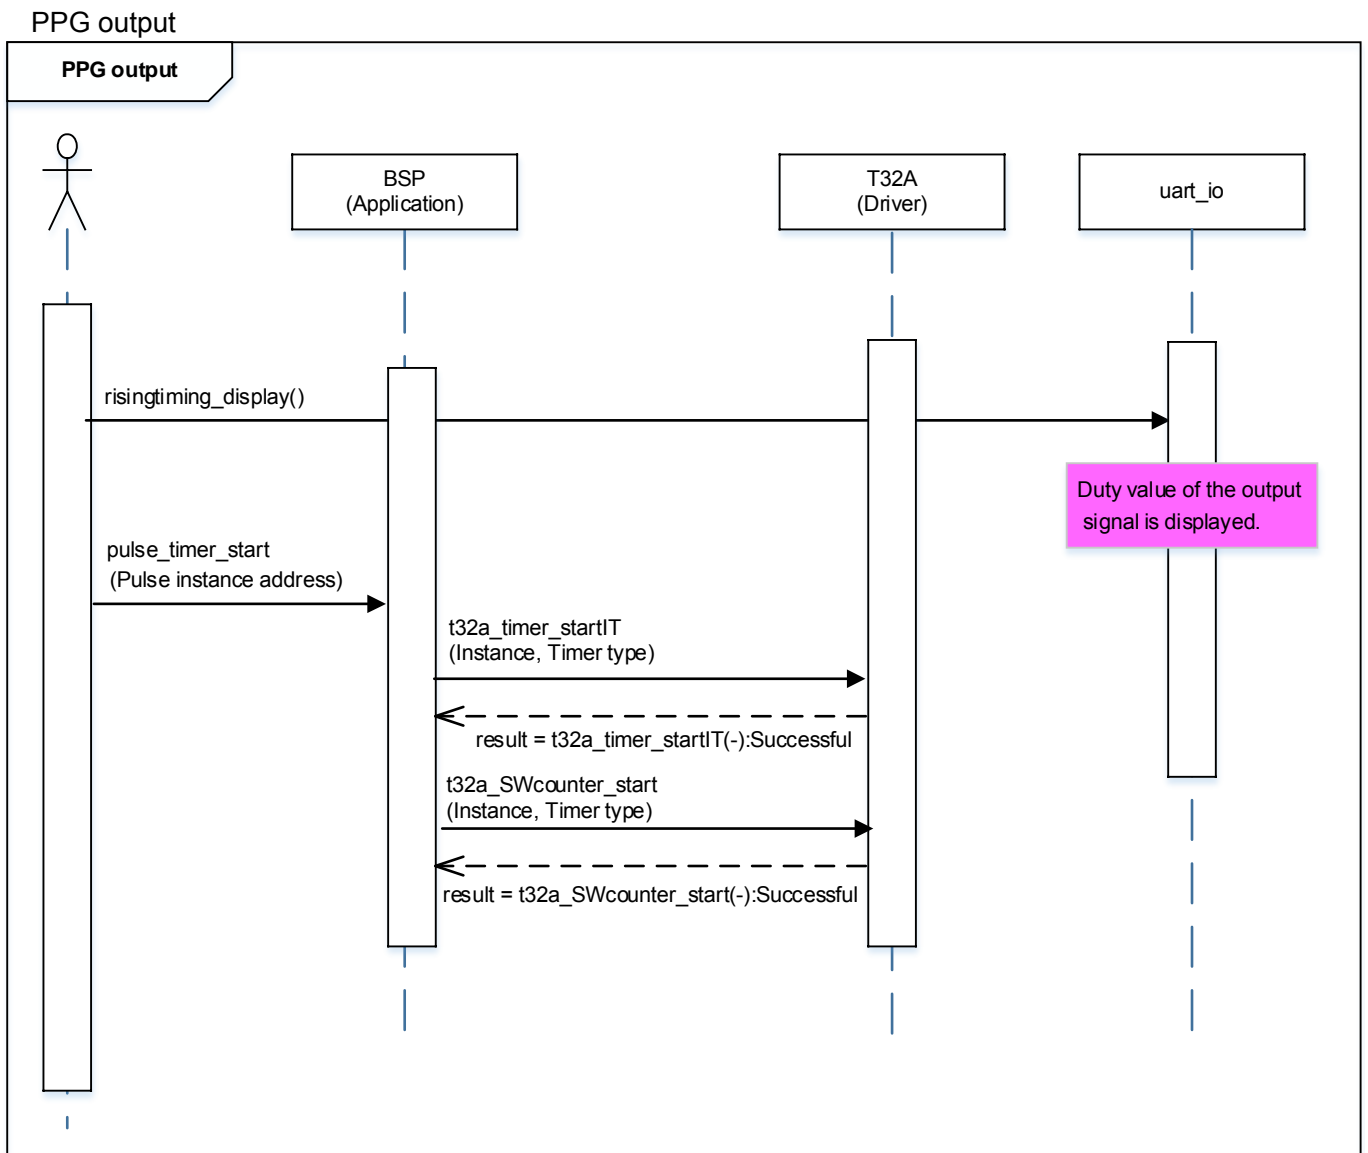 PPG output
PPG output
BSP
(Application)
T32A
(Driver)
uart_io
risingtiming_display()
Duty value of the output
signal is displayed.
pulse_timer_start
(Pulse instance address)
t32a_timer_startIT
(Instance, Timer type)
result = t32a_timer_startIT(-):Successful
t32a_SWcounter_start
(Instance, Timer type)
result = t32a_SWcounter_start(-):Successful